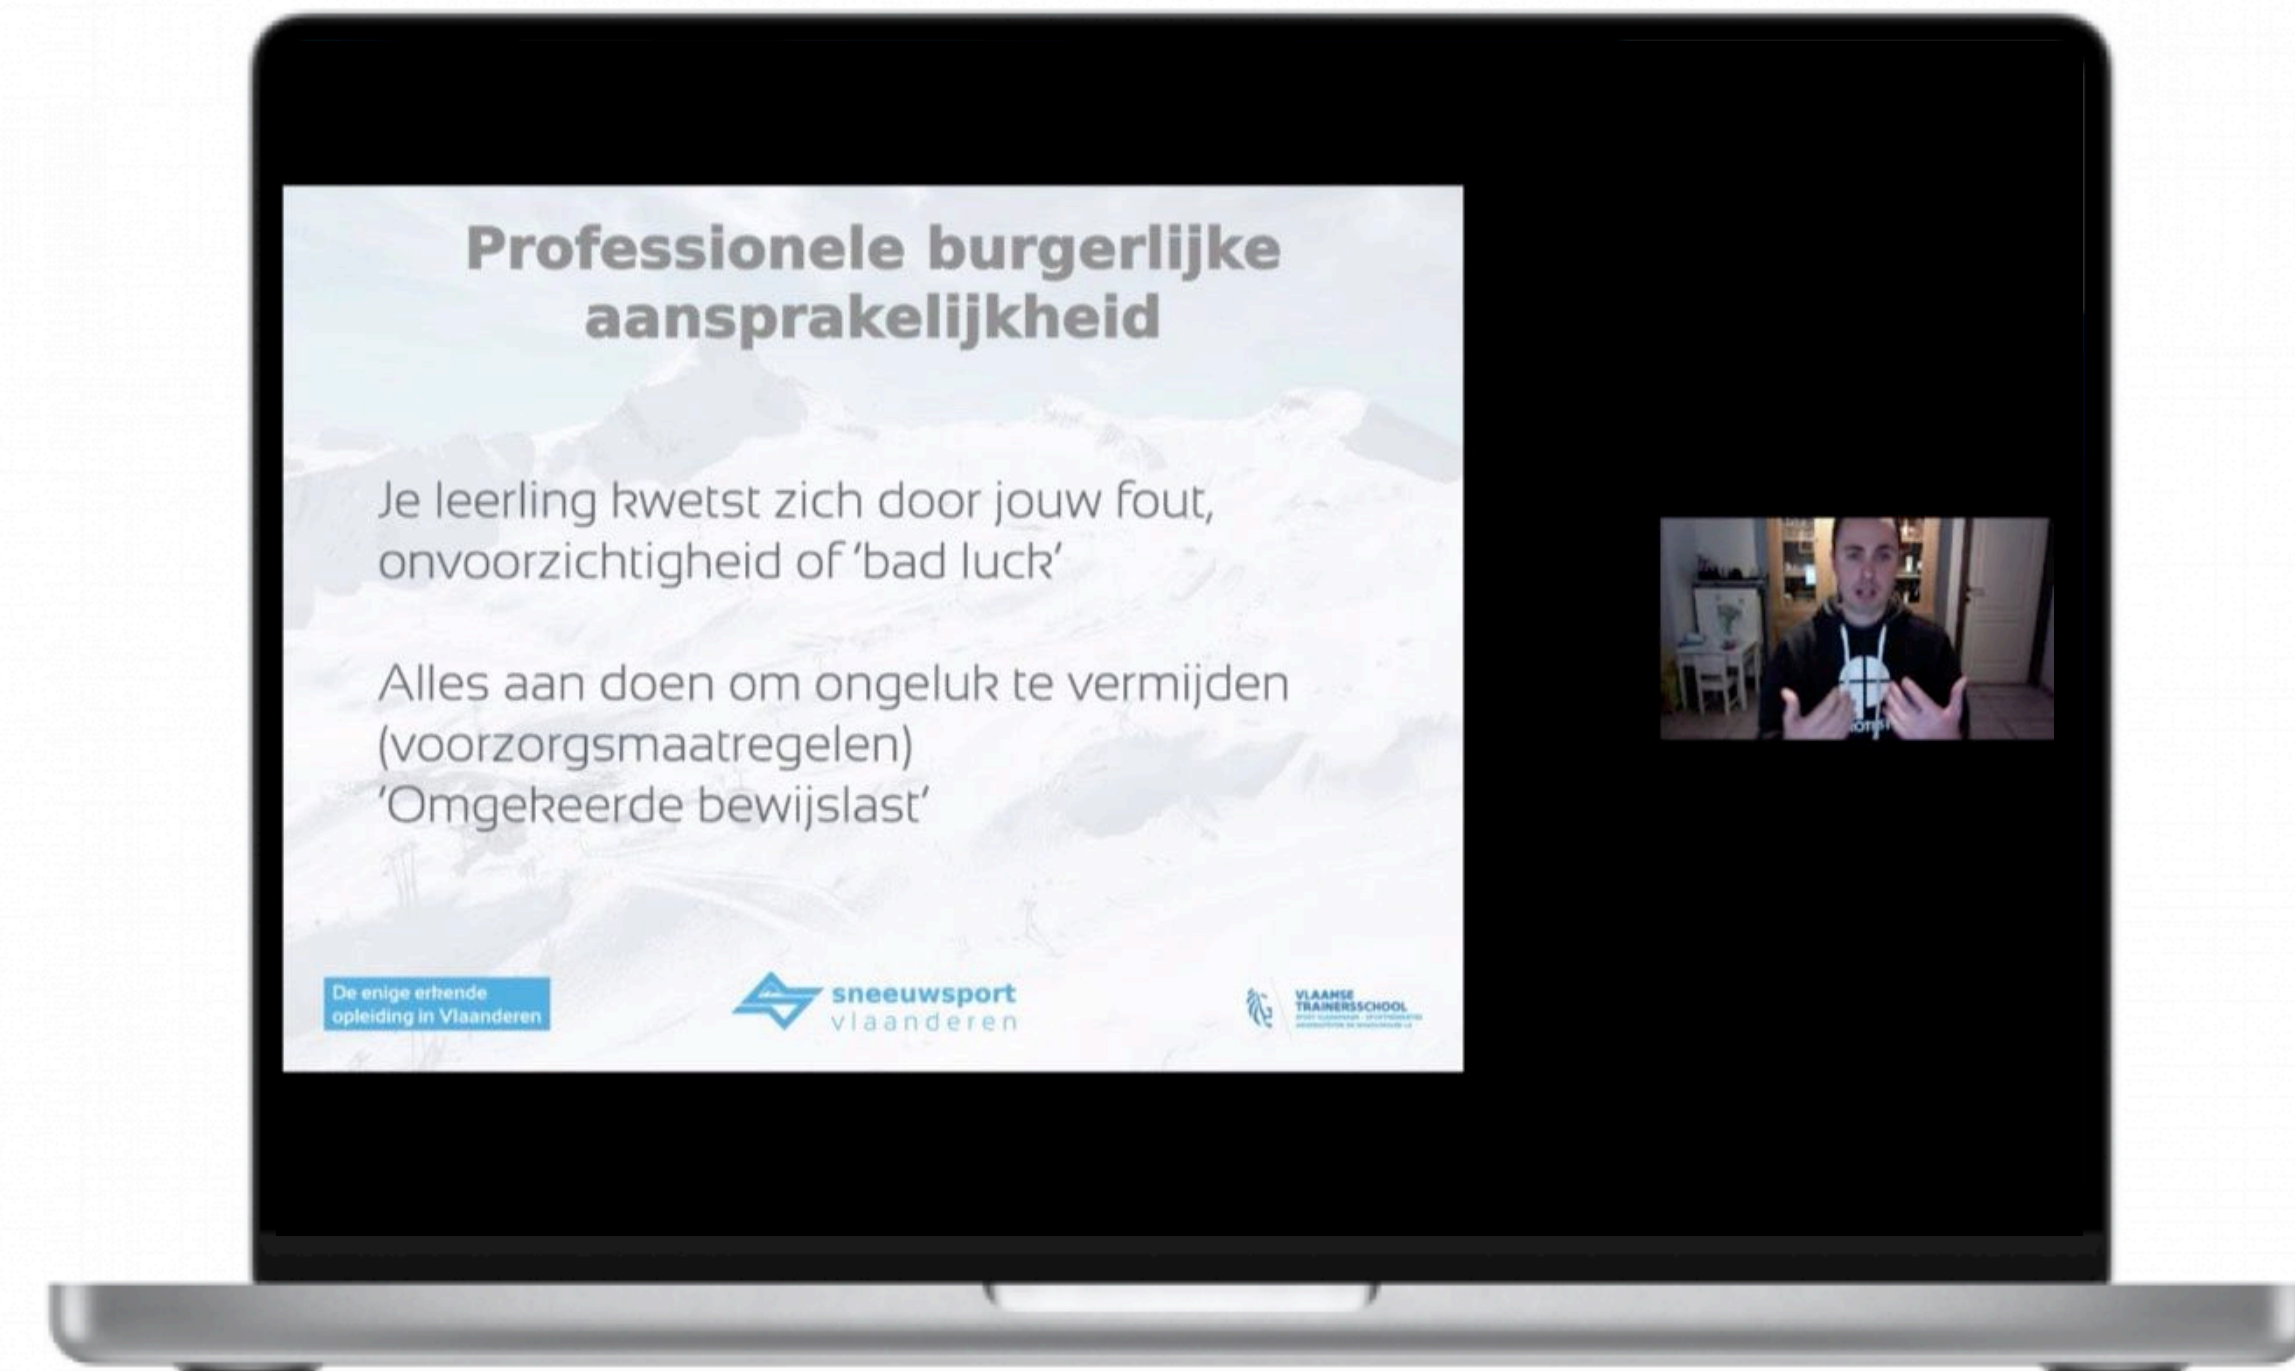 Professionele burgerlijke
aansprakelijkheid
Je leerling kwetst zich door jouw fout,
onvoorzichtigheid of 'bad luck'
Alles aan doen om ongeluk te vermijden
(voorzorgsmaatregelen)
'Omgekeerde bewijslast'
De enige erkende
opleiding in Vlaanderen
sneeuwsport
vlaanderen
VLAAMSE
TRAINERSSCHOOL